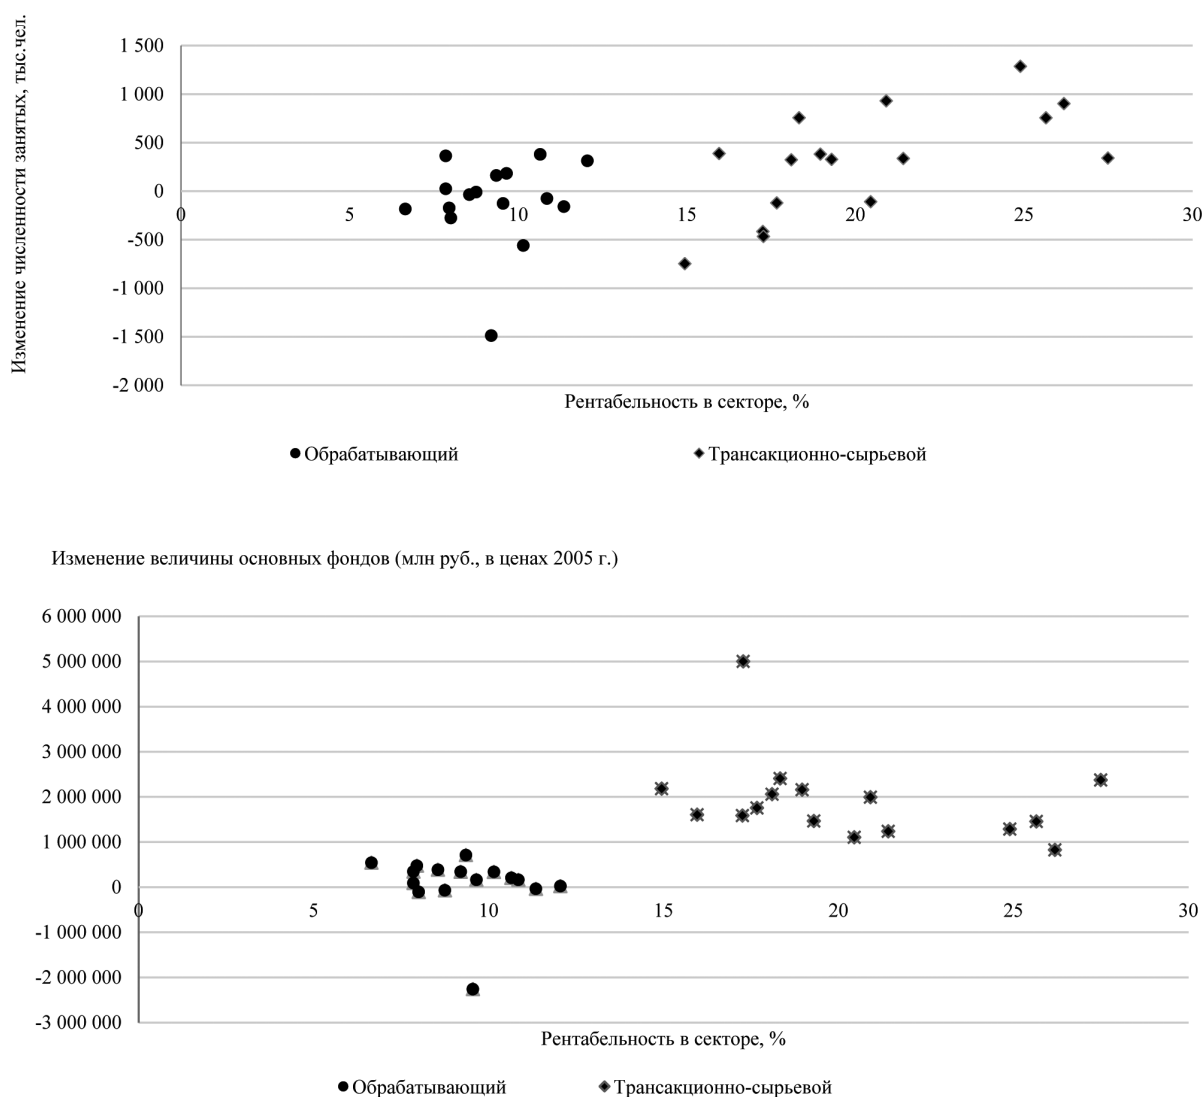 Изменение численности занятых, тыс.чел.
1 500
1 000
500
0
-500
-1 000
-1 500
-2 000
0 5 10 15 20 25 30
Рентабельность в секторе, %
Обрабатывающий Трансакционно-сырьевой
Изменение величины основных фондов (млн руб., в ценах 2005 г.)
6 000 000
5 000 000
4 000 000
3 000 000
2 000 000
1 000 000
0
-1 000 000
-2 000 000
-3 000 000
0 5 10 15 20 25 30
Рентабельность в секторе, %
Обрабатывающий Трансакционно-сырьевой